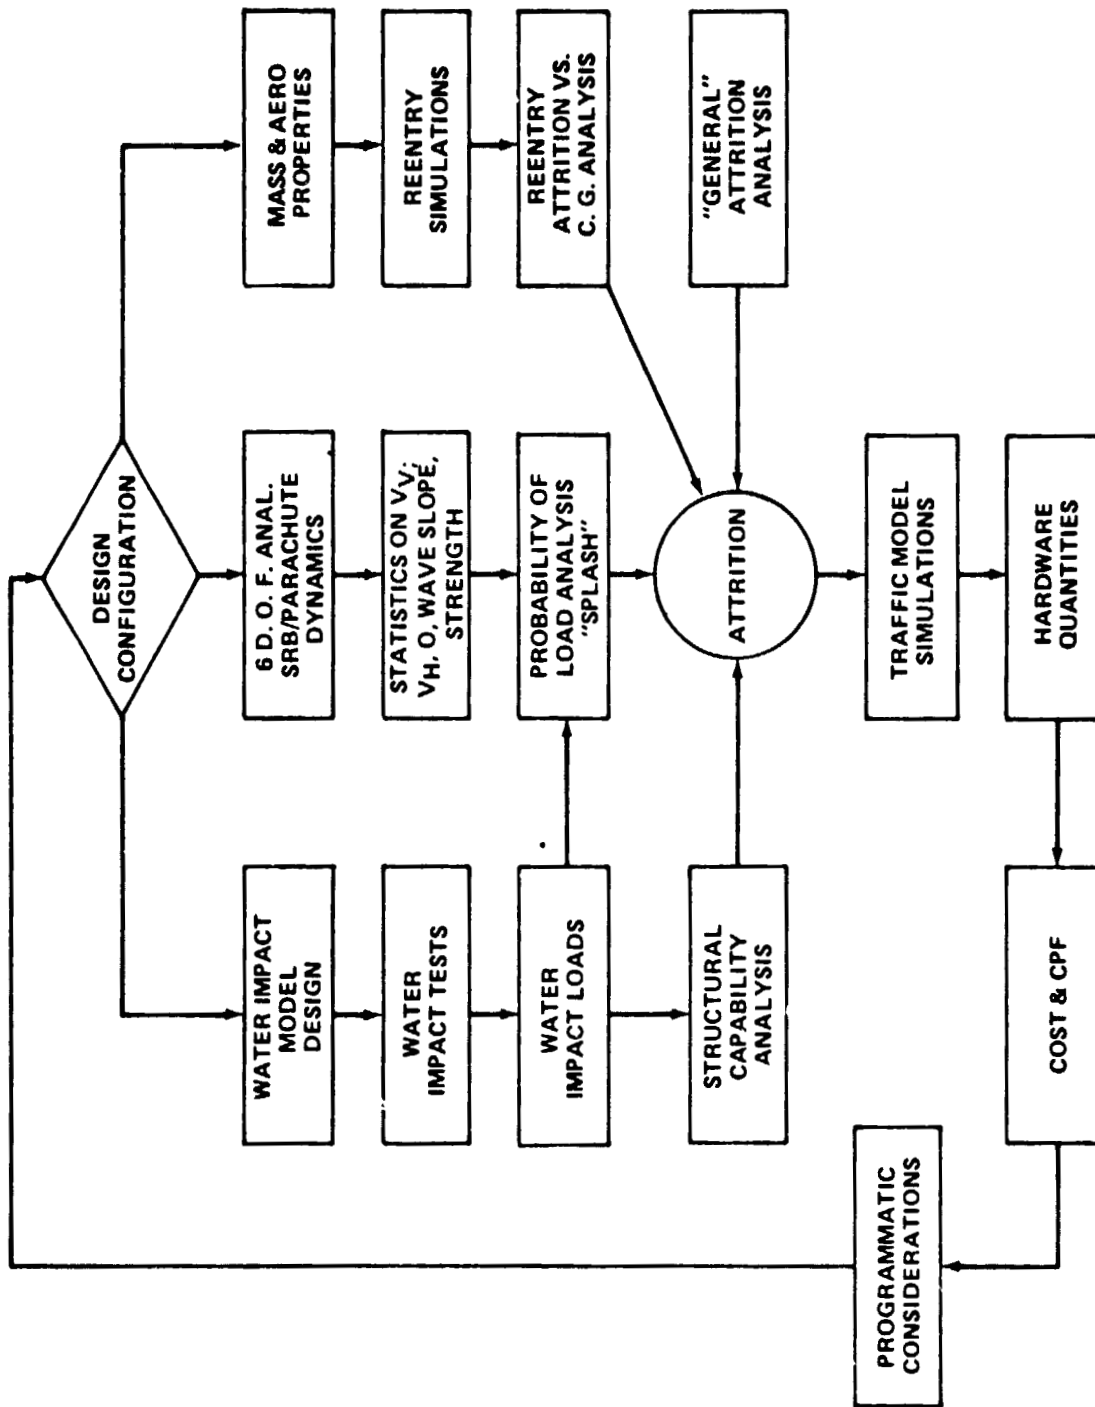 DESIGN
CONFIGURATION
WATER IMPACT
MODEL
DESIGN
WATER
IMPACT TESTS
WATER
IMPACT LOADS
STRUCTURAL
CAPABILITY
ANALYSIS
6 D. O. F. ANAL.
SRB/PARACHUTE
DYNAMICS
STATISTICS ON VV,
VH, O, WAVE SLOPE,
STRENGTH
PROBABILITY OF
LOAD ANALYSIS
"SPLASH"
MASS & AERO
PROPERTIES
REENTRY
SIMULATIONS
REENTRY
ATTRITION VS.
C. G. ANALYSIS
"GENERAL"
ATTRITION
ANALYSIS
ATTRITION
TRAFFIC MODEL
SIMULATIONS
HARDWARE
QUANTITIES
COST & CPF
PROGRAMMATIC
CONSIDERATIONS